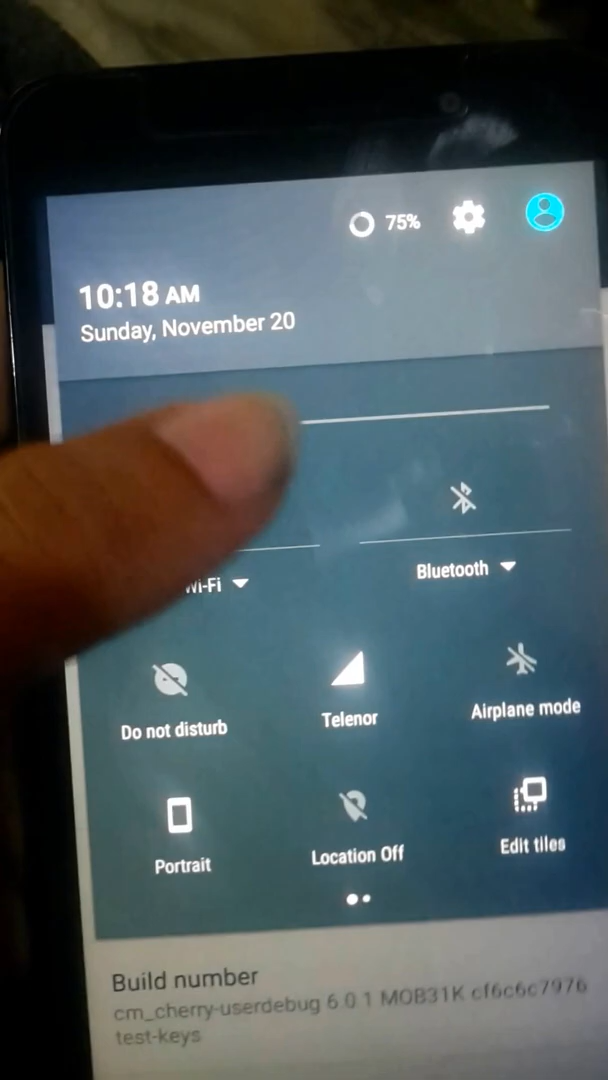 75%
10:18 AM
Sunday, November 20
Wi-Fi
Bluetooth
Do not disturb
Telenor
Airplane mode
Portrait
Location Off
Edit tiles
Build number
cm_cherry-userdebug 6.0.1 MOB31K cf6c6c7976
test-keys